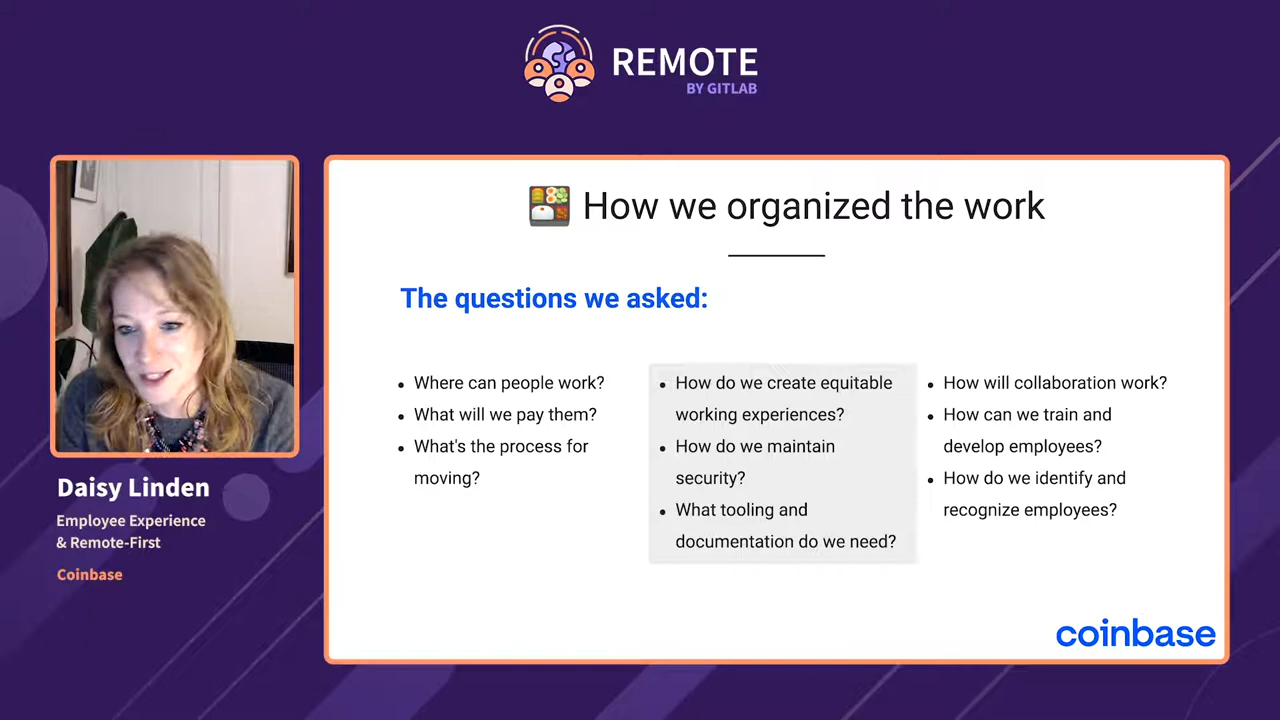 REMOTE
BY GITLAB
How we organized the work
The questions we asked:
Where can people work?
What will we pay them?
What's the process for
moving?
How do we create equitable
working experiences?
How do we maintain
security?
What tooling and
documentation do we need?
How will collaboration work?
How can we train and
develop employees?
How do we identify and
recognize employees?
coinbase
Daisy Linden
Employee Experience
& Remote-First
Coinbase